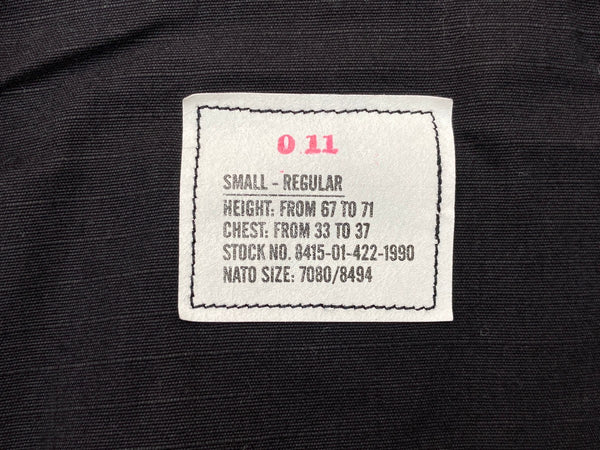 0 11
SMALL - REGULAR
HEIGHT: FROM 67 TO 71
CHEST: FROM 33 TO 37
STOCK NO. 8415-01-422-1990
NATO SIZE: 7080/8494